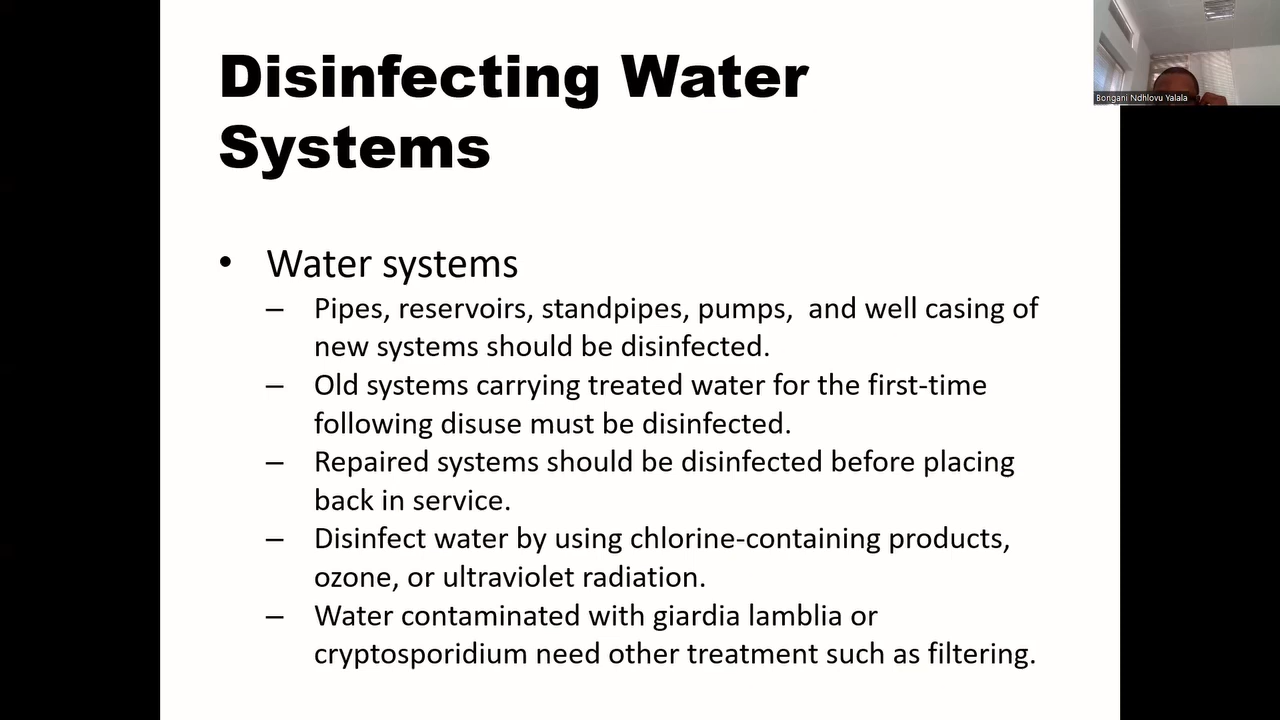 Disinfecting Water
Systems
Bongani Ndhlovu Yalala
• Water systems
– Pipes, reservoirs, standpipes, pumps,  and well casing of
new systems should be disinfected.
– Old systems carrying treated water for the first-time
following disuse must be disinfected.
– Repaired systems should be disinfected before placing
back in service.
– Disinfect water by using chlorine-containing products,
ozone, or ultraviolet radiation.
– Water contaminated with giardia lamblia or
cryptosporidium need other treatment such as filtering.